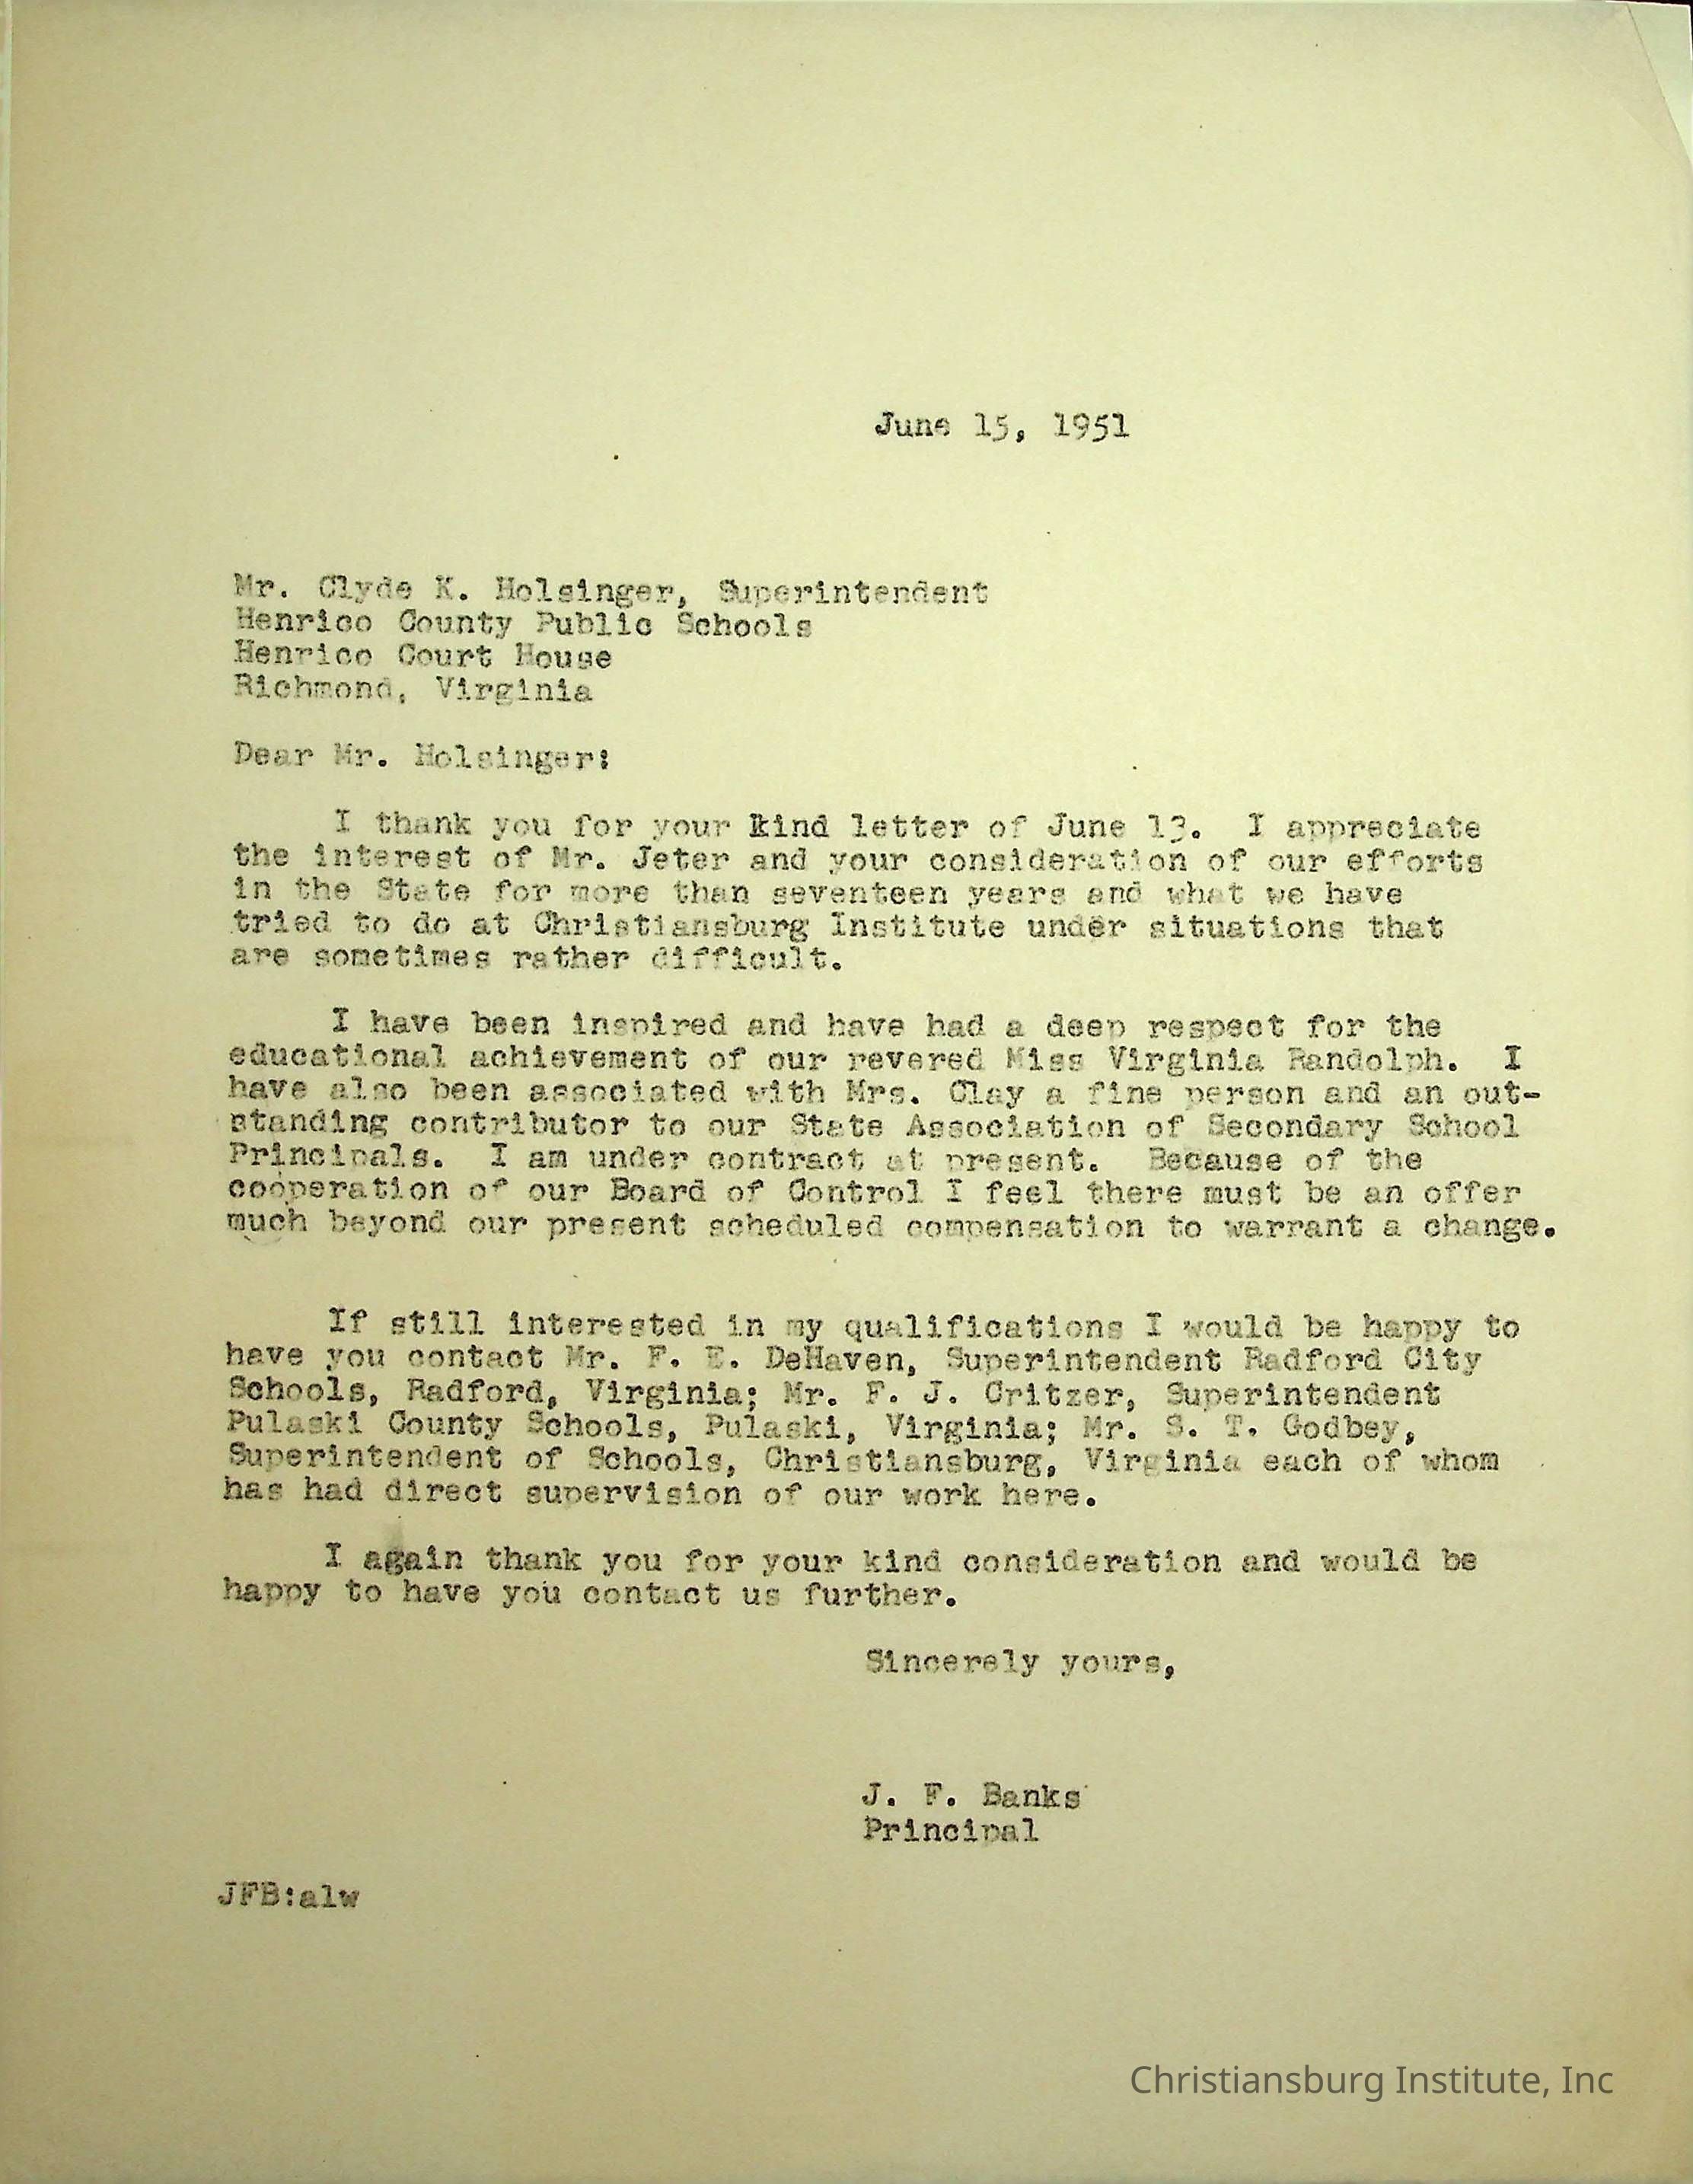 June 15, 1951
Mr. Clyde K. Holsinger, Superintendent
Henrico County Public Schools
Henrico Court House
Richmond, Virginia
Dear Mr. Holsinger:
I thank you for your kind letter of June 13. I appreciate
the interest of Mr. Jeter and your consideration of our efforts
in the State for more than seventeen years and what we have
tried to do at Christiansburg Institute under situations that
are sometimes rather difficult.
I have been inspired and have had a deep respect for the
educational achievement of our revered Miss Virginia Randolph. I
have also been associated with Mrs. Clay a fine person and an out-
standing contributor to our State Association of Secondary School
Principals. I am under contract at present. Because of the
cooperation of our Board of Control I feel there must be an offer
much beyond our present scheduled compensation to warrant a change.
If still interested in my qualifications I would be happy to
have you contact Mr. F. E. DeHaven, Superintendent Radford City
Schools, Radford, Virginia; Mr. F. J. Critzer, Superintendent
Pulaski County Schools, Pulaski, Virginia; Mr. S. T. Godbey,
Superintendent of Schools, Christiansburg, Virginia each of whom
has had direct supervision of our work here.
I again thank you for your kind consideration and would be
happy to have you contact us further.
Sincerely yours,
J. F. Banks
Principal
JFB:alw
Christiansburg Institute, Inc